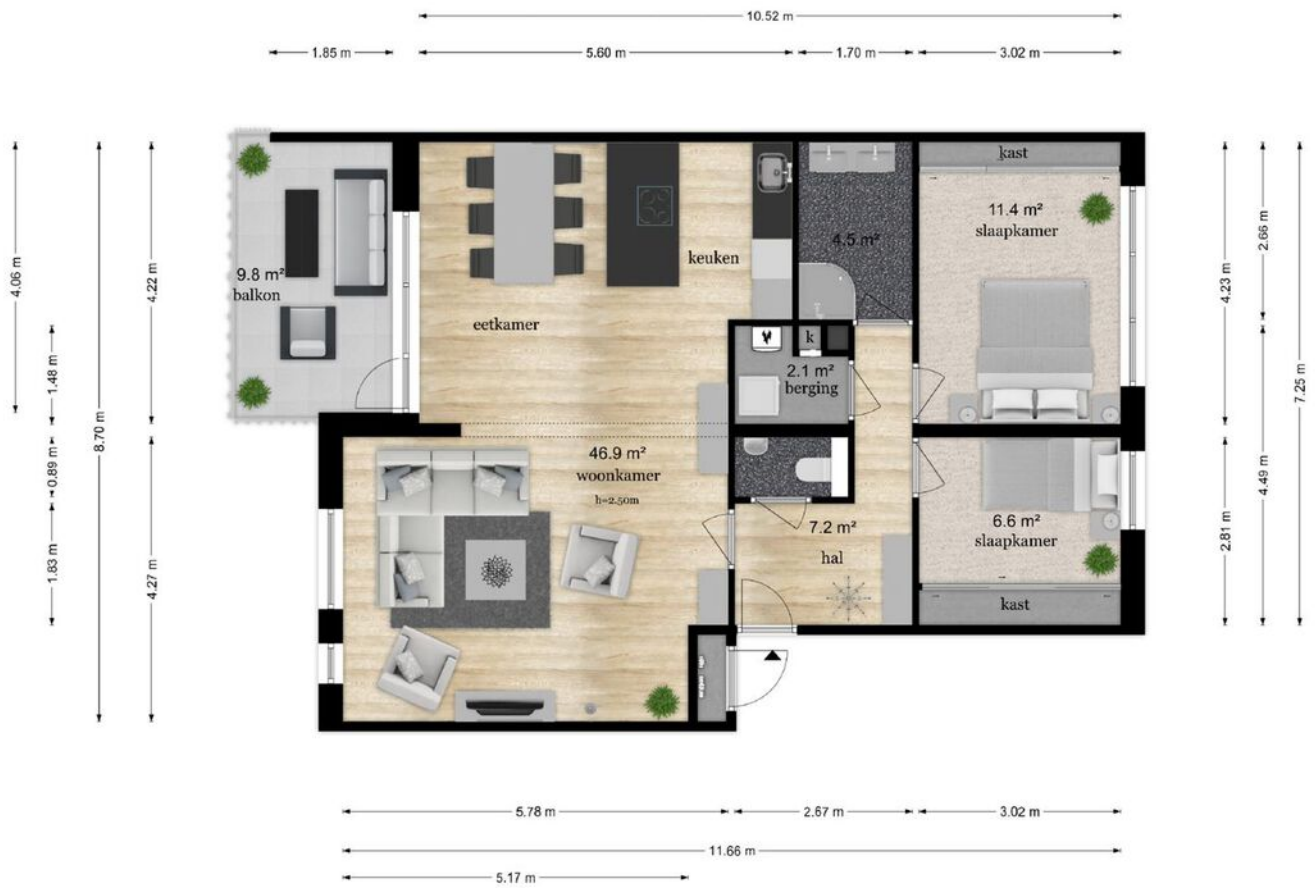 10.52 m
1.85 m
5.60 m
1.70 m
3.02 m
4.06 m
8.70 m
4.22 m
1.48 m
0.89 m
1.83 m
4.27 m
9.8 m²
balkon
eetkamer
keuken
4.5 m²
kast
11.4 m²
slaapkamer
k
2.1 m²
berging
46.9 m²
woonkamer
h=2.50m
7.2 m²
hal
6.6 m²
slaapkamer
kast
4.23 m
2.66 m
7.25 m
4.49 m
2.81 m
5.78 m
2.67 m
3.02 m
11.66 m
5.17 m